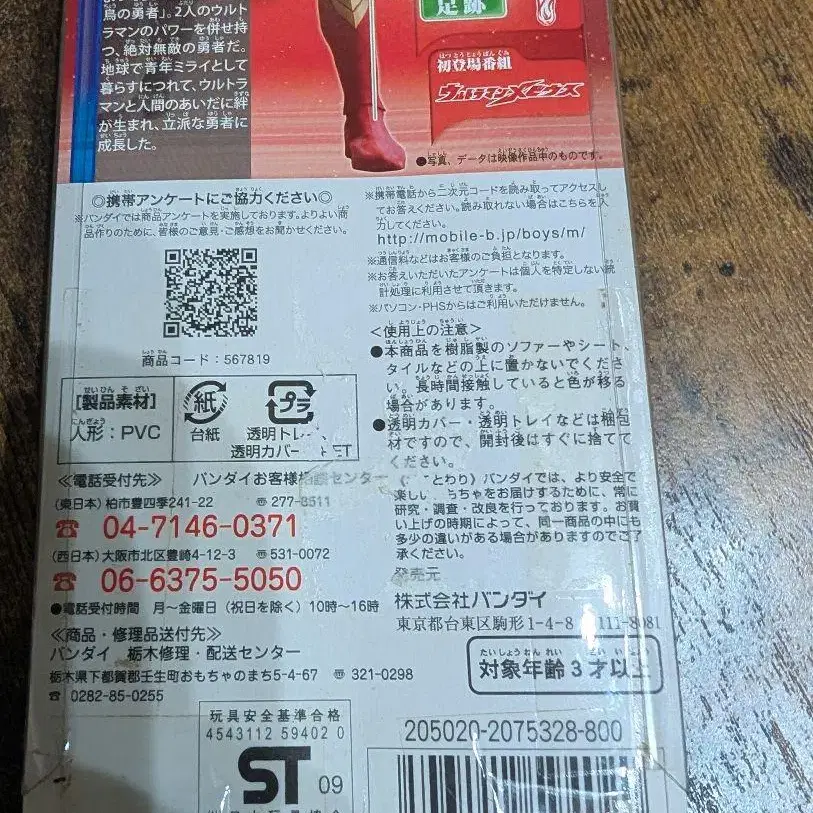 鳥の勇者」。2人のウルト
ラマンのパワーを併せ持
つ、絶対無敵の勇者だ。
地球で青年ミライとして
暮らすにつれて、ウルトラ
マンと人間のあいだに絆
が生まれ、立派な勇者に
成長した。
足跡
初登場番組
ウルトラマンメビウス
●写真、データは映像作品中のものです。
◎携帯アンケートにご協力ください◎
※バンダイでは商品アンケートを実施しております。よりよい商
品作りのために、皆様のご意見・ご感想をお聞かせください。
商品コード：567819
※携帯電話から二次元コードを読み取ってアクセスし
てお答えください。読み取れない場合はこちらを入
力してください。
http://mobile-b.jp/boys/m/
※通信料などはお客様のご負担となります。
※お答えいただいたアンケートは個人を特定しない統
計処理に利用させて頂きます。
※パソコン・PHSからはご利用いただけません。
＜使用上の注意＞
●本商品を樹脂製のソファーやシート、
タイルなどの上に置かないでくださ
い。長時間接触していると色が移る
場合があります。
●透明カバー・透明トレイなどは梱包
材ですので、開封後はすぐに捨てて
ください。
[製品素材]
人形：PVC
紙
台紙
プラ
透明トレ
透明カバー
ET
≪電話受付先≫ バンダイお客様相談センター
(東日本) 柏市豊四季241-22 〠277-8511
☎ 04-7146-0371
(西日本) 大阪市北区豊崎4-12-3 〠531-0072
☎ 06-6375-5050
●電話受付時間 月～金曜日 (祝日を除く) 10時～16時
≪商品・修理品送付先≫
バンダイ 栃木修理・配送センター
栃木県下都賀郡壬生町おもちゃのまち5-4-67 〠321-0298
☎ 0282-85-0255
とわり〉バンダイでは、より安全で
楽しい ちゃをお届けするために、常に
研究・調査・改良を行っております。お買
い上げの時期によって、同一商品の中にも
多少の違いがある場合がありますのでご了
承ください。
発売元
株式会社バンダイ
東京都台東区駒形1-4-8 111-8081
対象年齢3才以上
玩具安全基準合格
4543112 59402 0
ST 09
205020-2075328-800